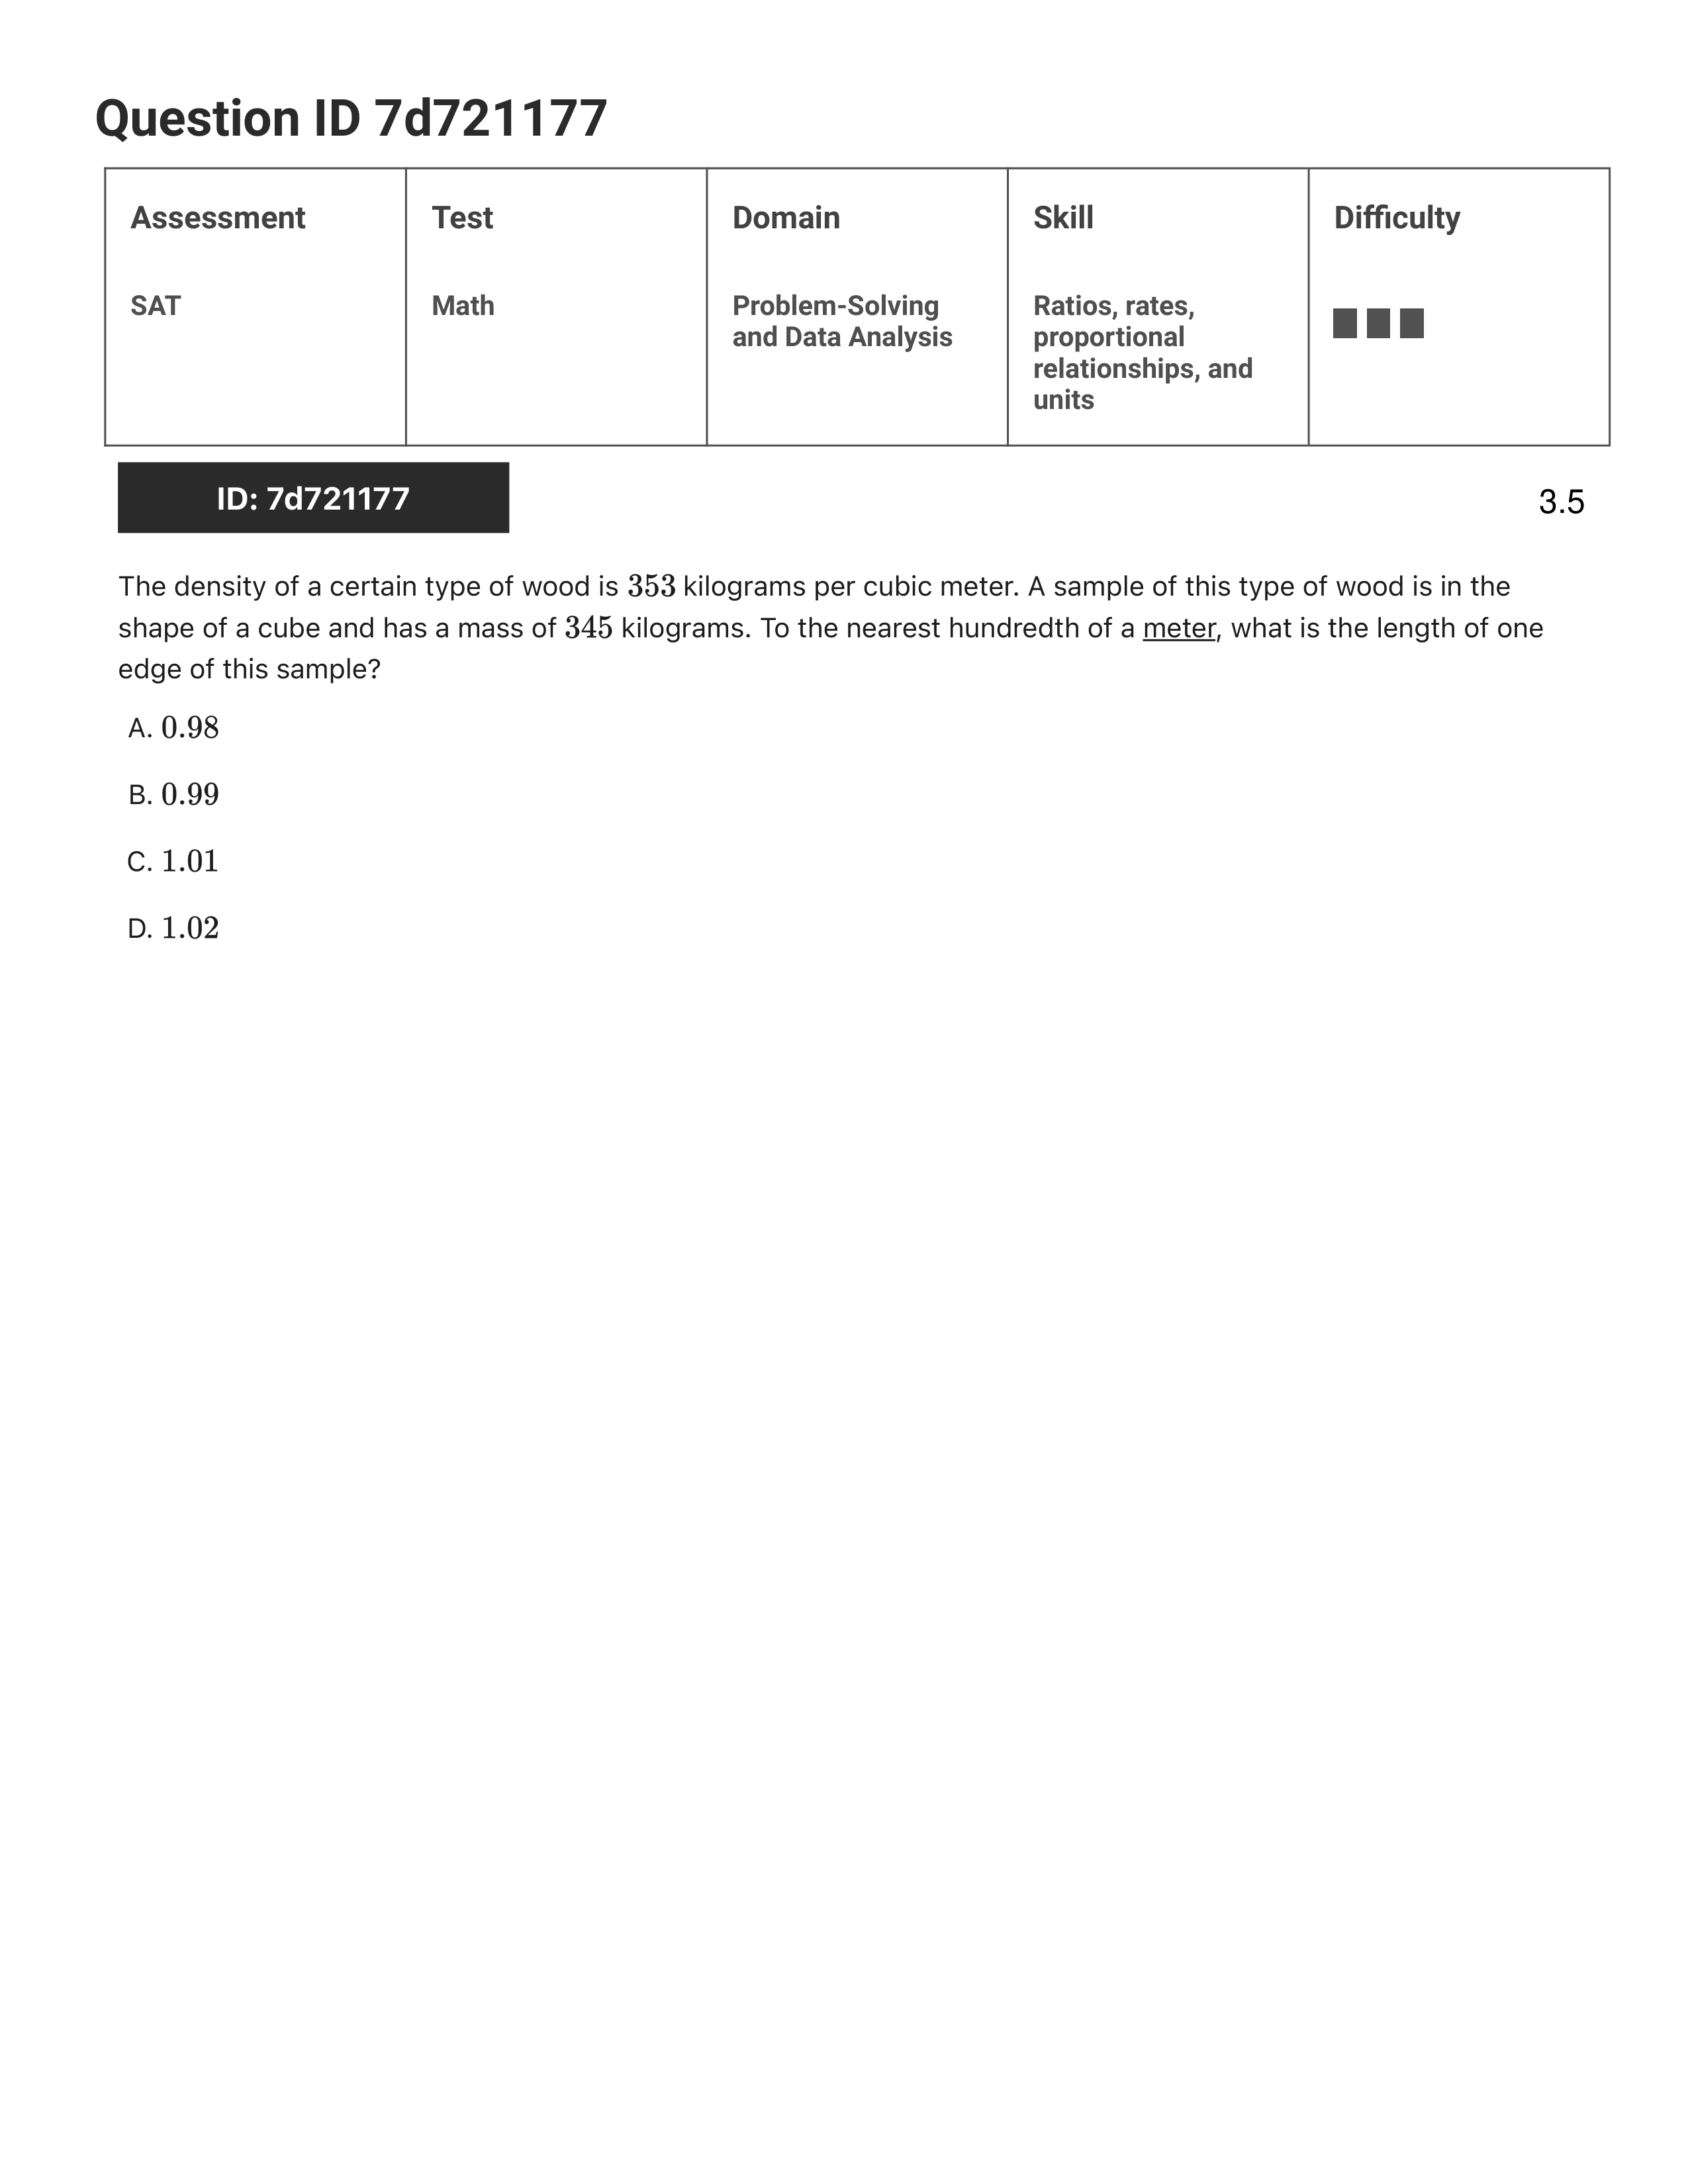 Question ID 7d721177
Assessment
Test
Domain
Skill
Difficulty
SAT
Math
Problem-Solving
and Data Analysis
Ratios, rates,
proportional
relationships, and
units
ID: 7d721177
3.5
The density of a certain type of wood is 353 kilograms per cubic meter. A sample of this type of wood is in the
shape of a cube and has a mass of 345 kilograms. To the nearest hundredth of a meter, what is the length of one
edge of this sample?
A. 0.98
B. 0.99
C. 1.01
D. 1.02